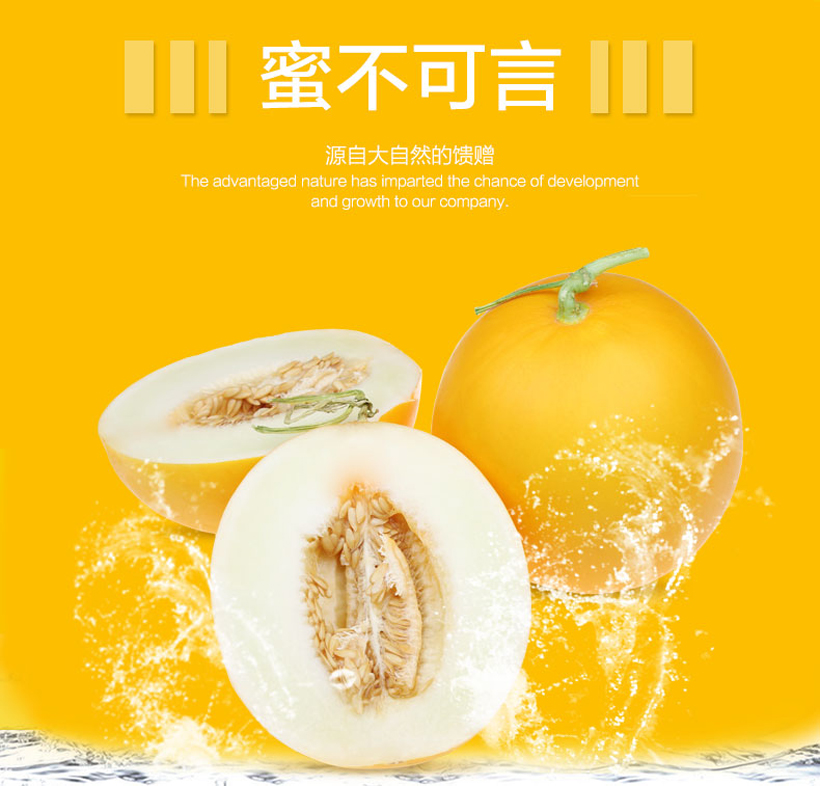 蜜不可言
源自大自然的馈赠
The advantaged nature has imparted the chance of development
and growth to our company.